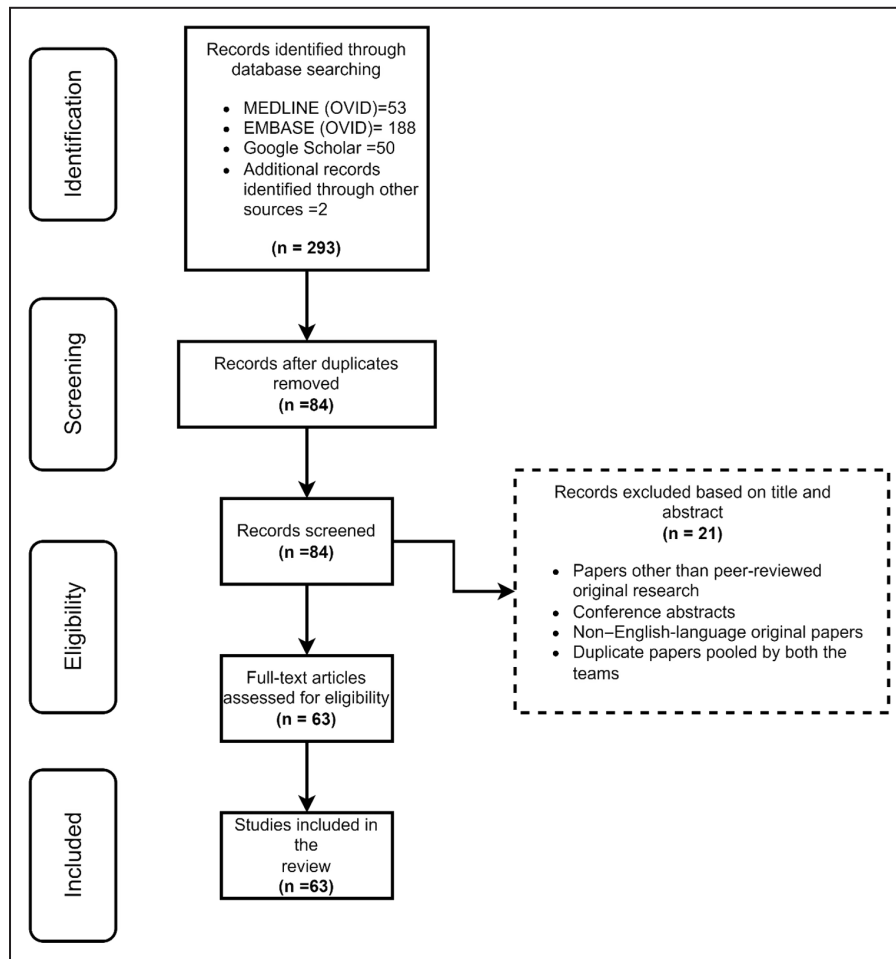 Identification
Records identified through
database searching
• MEDLINE (OVID)=53
• EMBASE (OVID)= 188
• Google Scholar =50
• Additional records
identified through other
sources =2
(n = 293)
Screening
Records after duplicates
removed
(n =84)
Eligibility
Records screened
(n =84)
Records excluded based on title and
abstract
(n = 21)
• Papers other than peer-reviewed
original research
• Conference abstracts
• Non–English-language original papers
• Duplicate papers pooled by both the
teams
Full-text articles
assessed for eligibility
(n = 63)
Included
Studies included in
the
review
(n =63)